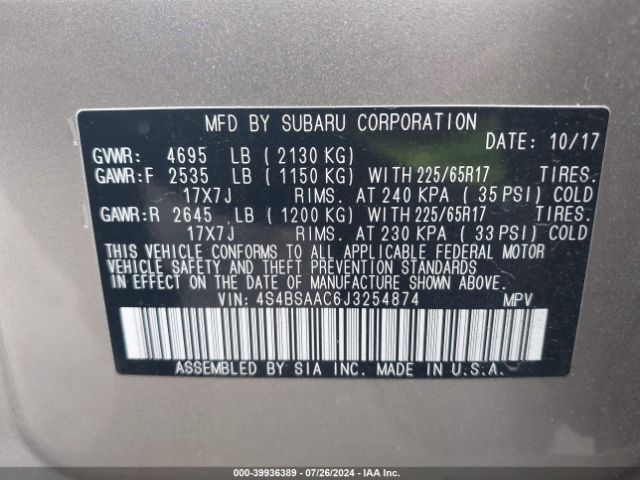 MFD BY SUBARU CORPORATION
DATE: 10/17
GVWR: 4695 LB (2130 KG)
GAWR:F 2535 LB (1150 KG) WITH 225/65R17 TIRES.
17X7J RIMS. AT 240 KPA (35 PSI) COLD
GAWR:R 2645 LB (1200 KG) WITH 225/65R17 TIRES.
17X7J RIMS. AT 230 KPA (33 PSI) COLD
THIS VEHICLE CONFORMS TO ALL APPLICABLE FEDERAL MOTOR
VEHICLE SAFETY AND THEFT PREVENTION STANDARDS
IN EFFECT ON THE DATE OF MANUFACTURE SHOWN ABOVE.
VIN: 4S4BSAAC6J3254874 MPV
ASSEMBLED BY SIA INC. MADE IN U.S.A.
000-39936389 - 07/26/2024 - IAAI.com